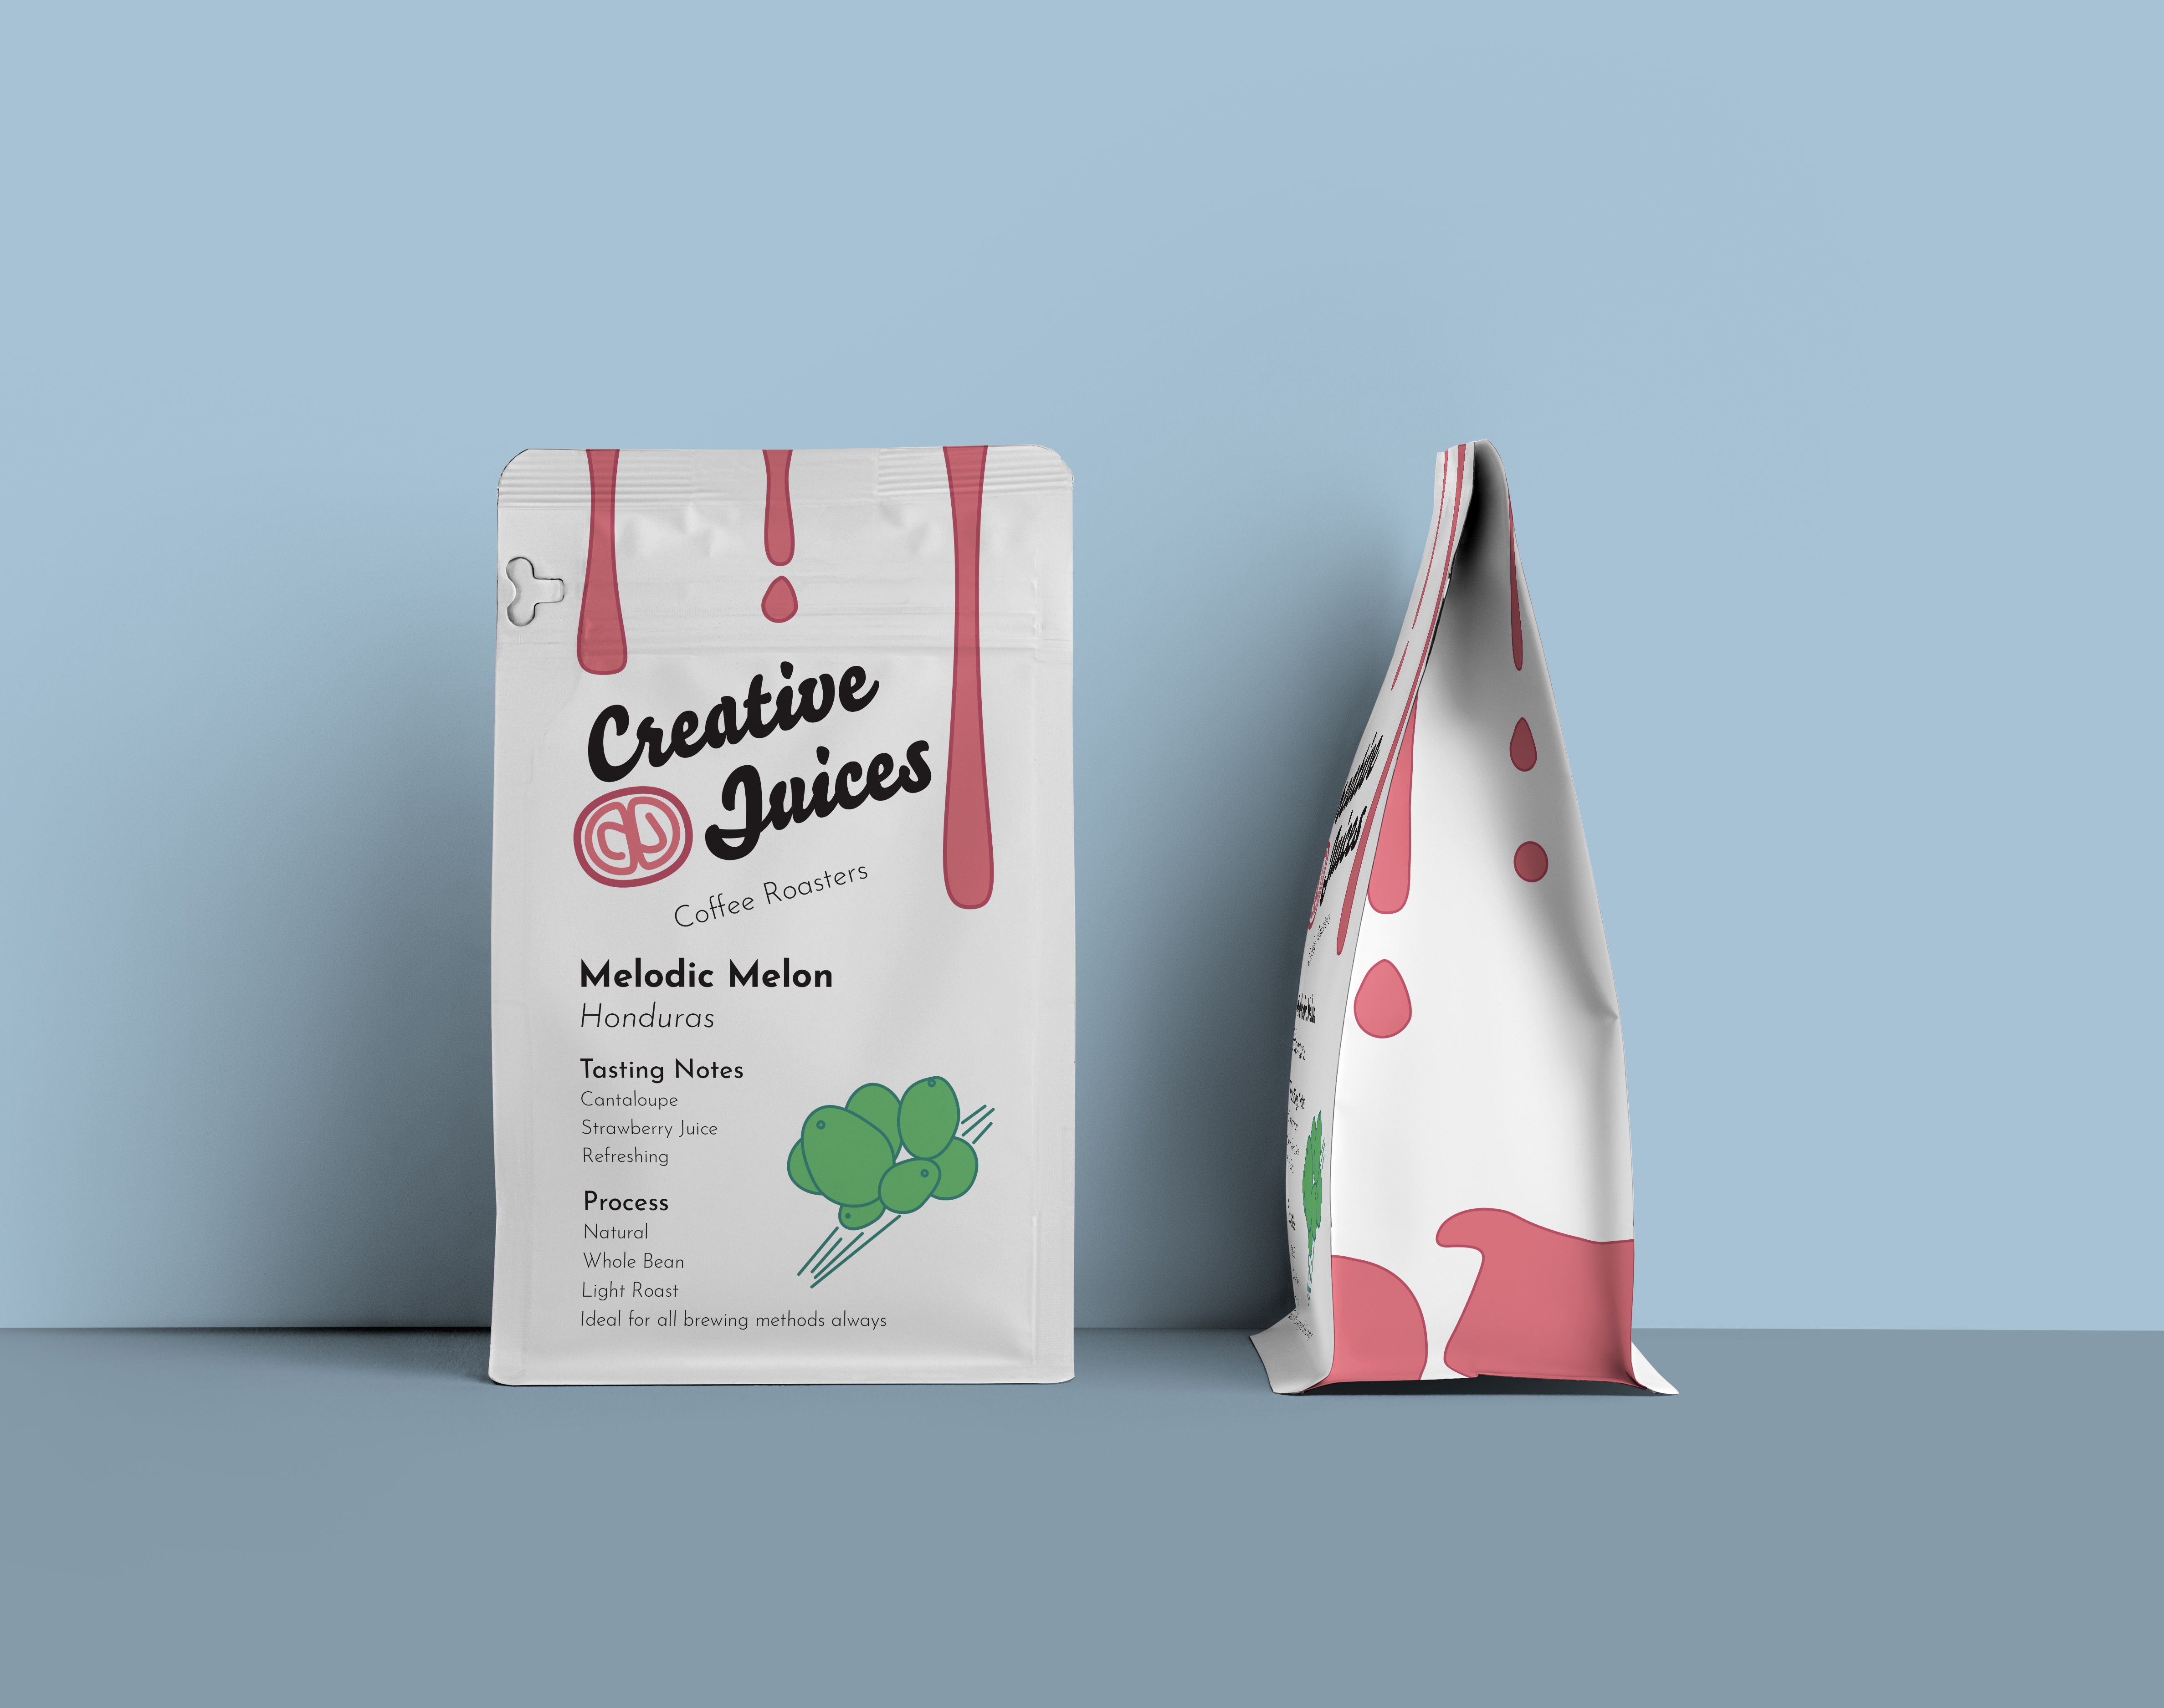 Creative
Juices
Coffee Roasters
Melodic Melon
Honduras
Tasting Notes
Cantaloupe
Strawberry Juice
Refreshing
Process
Natural
Whole Bean
Light Roast
Ideal for all brewing methods always
Juices